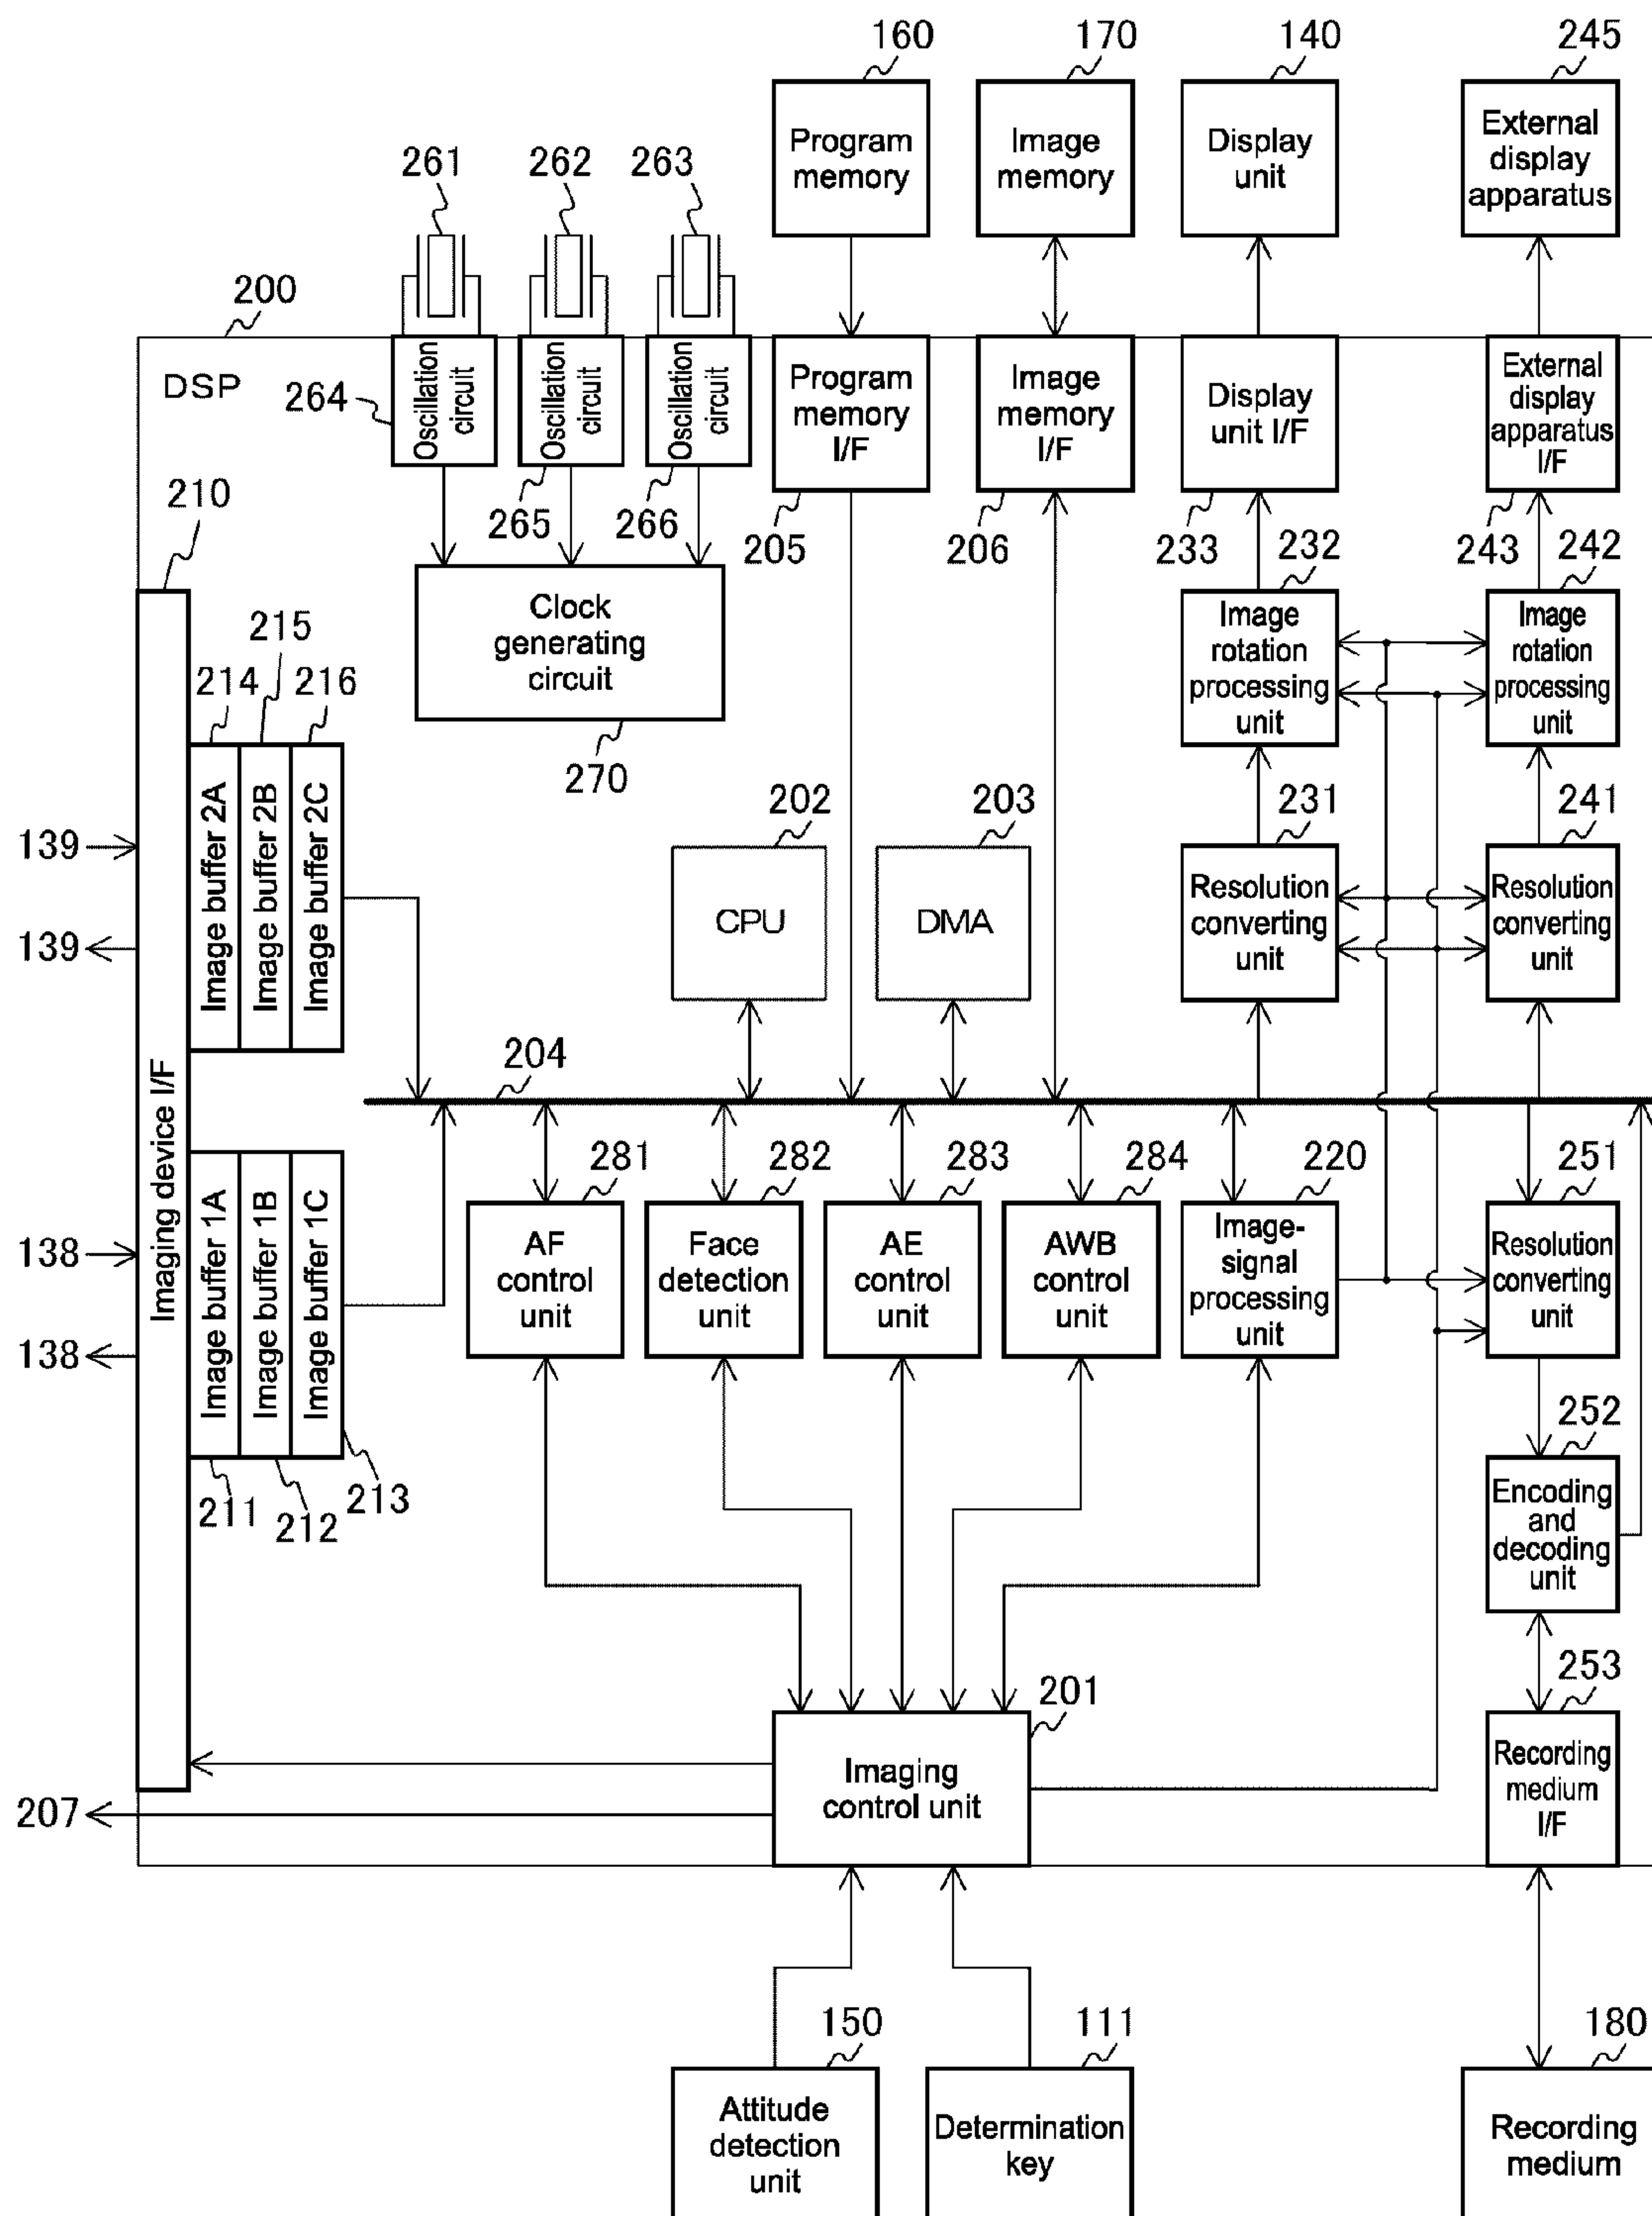 160
170
140
245
Program
memory
Image
memory
Display
unit
External
display
apparatus
261
262
263
200
DSP
264
Oscillation
circuit
Oscillation
circuit
Oscillation
circuit
Program
memory
I/F
Image
memory
I/F
Display
unit I/F
External
display
apparatus
I/F
265
266
205
206
233
232
243
242
210
Clock
generating
circuit
270
Image
rotation
processing
unit
Image
rotation
processing
unit
215
214
216
Image buffer 2A
Image buffer 2B
Image buffer 2C
139
139
202
203
231
241
CPU
DMA
Resolution
converting
unit
Resolution
converting
unit
Imaging device I/F
204
281
282
283
284
220
251
138
138
Image buffer 1A
Image buffer 1B
Image buffer 1C
AF
control
unit
Face
detection
unit
AE
control
unit
AWB
control
unit
Image-
signal
processing
unit
Resolution
converting
unit
211
212
213
252
Encoding
and
decoding
unit
201
253
Imaging
control unit
Recording
medium
I/F
207
150
111
180
Attitude
detection
unit
Determination
key
Recording
medium